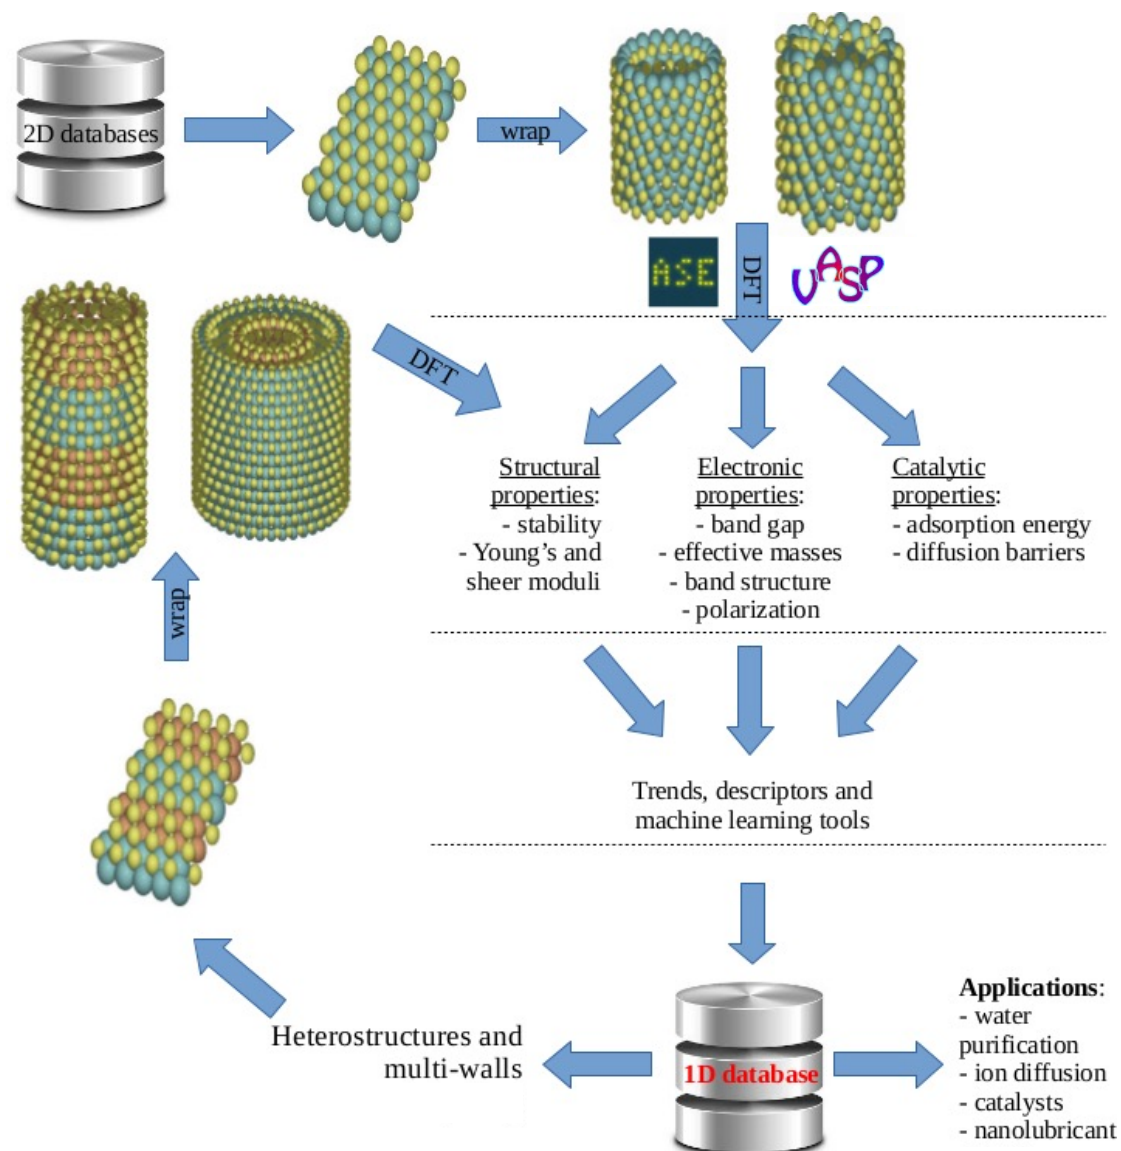 2D databases
wrap
ASE
DFT
VASP
DFT
Structural
properties:
- stability
- Young's and
sheer moduli
Electronic
properties:
- band gap
- effective masses
- band structure
- polarization
Catalytic
properties:
- adsorption energy
- diffusion barriers
wrap
Trends, descriptors and
machine learning tools
Heterostructures and
multi-walls
1D database
Applications:
- water
purification
- ion diffusion
- catalysts
- nanolubricant